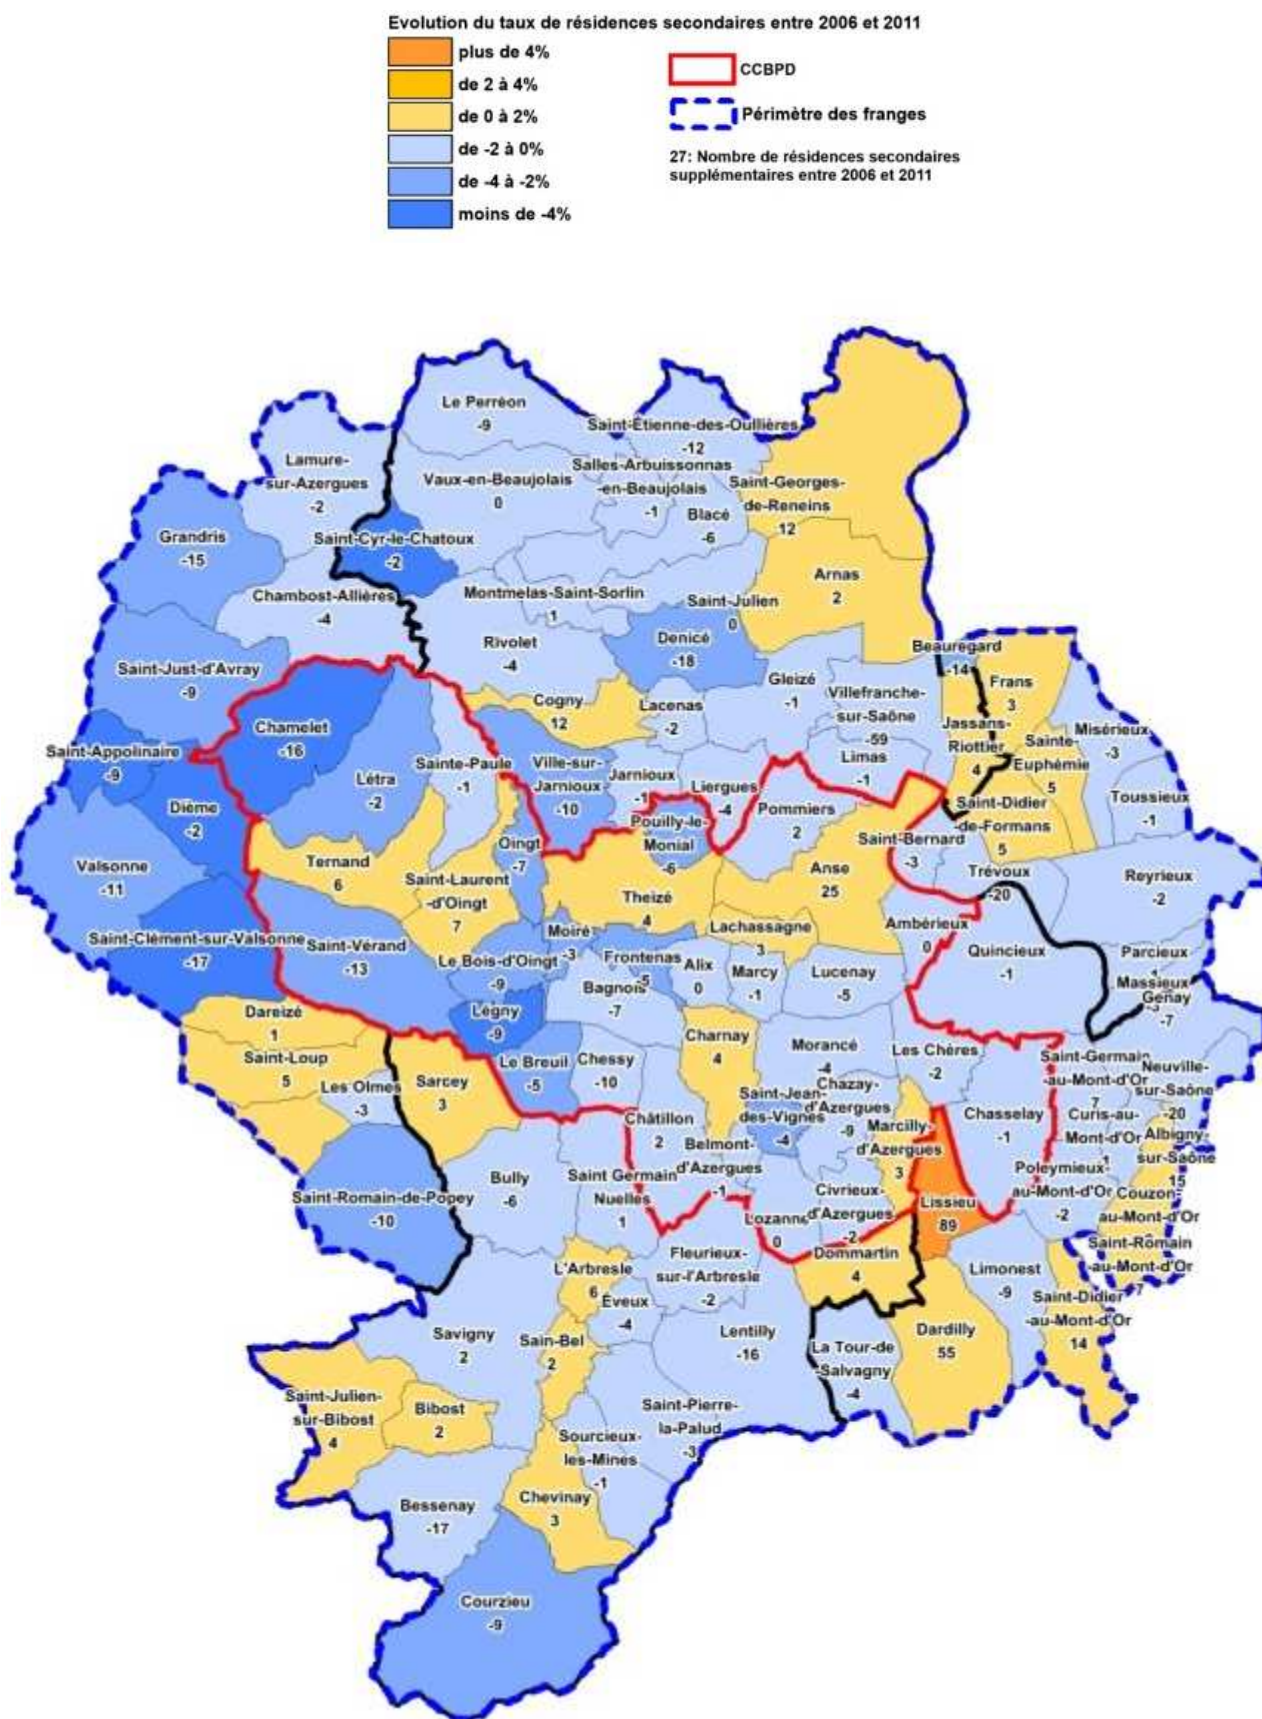 Evolution du taux de résidences secondaires entre 2006 et 2011
plus de 4%
de 2 à 4%
de 0 à 2%
de -2 à 0%
de -4 à -2%
moins de -4%
CCBPD
Périmètre des franges
27: Nombre de résidences secondaires
supplémentaires entre 2006 et 2011
Le Perréon
-9
Saint-Étienne-des-Oullières
-12
Lamure-
sur-Azergues
-2
Vaux-en-Beaujolais
0
Salles-Arbuissonnas
-en-Beaujolais
-1
Blacé
-6
Saint-Georges-
de-Reneins
12
Grandris
-15
Saint-Cyr-le-Chatoux
-2
Arnas
2
Chambost-Allières
-4
Montmelas-Saint-Sorlin
1
Saint-Julien
0
Rivolet
-4
Denicé
-18
Beauregard
-14
Saint-Just-d'Avray
-9
Gleizé
-1
Villefranche-
sur-Saône
-59
Frans
3
Cogny
12
Lacenas
-2
Jassans-
Riottier
4
Misérieux
-3
Chamelet
-16
Saint-Appolinaire
-9
Sainte-
Euphémie
5
Sainte-Paule
-1
Ville-sur-
Jarnioux
-10
Jarnioux
-1
Liergues
-4
Limas
-1
Létra
-2
Dième
-2
Pommiers
2
Toussieux
-1
Saint-Didier
-de-Formans
5
Pouilly-le-
Monial
-6
Oingt
-7
Saint-Bernard
-3
Ternand
6
Valsonne
-11
Anse
25
Trévoux
-20
Reyrieux
-2
Saint-Laurent
-d'Oingt
7
Theizé
4
Lachassagne
3
Ambérieux
0
Saint-Clément-sur-Valsonne
-17
Saint-Vérand
-13
Moiré
-3
Le Bois-d'Oingt
-9
Frontenas
-5
Alix
0
Marcy
-1
Lucenay
-5
Quincieux
-1
Parcieux
Massieux
Genay
-7
Bagnols
-7
Dareizé
1
Légny
-9
Charnay
4
Morancé
-4
Les Chères
-2
Saint-Loup
5
Les Olmes
-3
Sarcey
3
Le Breuil
-5
Chessy
-10
Saint-Germain
-au-Mont-d'Or
7
Neuville-
sur-Saône
-20
Saint-Jean-
des-Vignes
-4
Chazay-
d'Azergues
-9
Châtillon
2
Marcilly-
d'Azergues
3
Chasselay
-1
Curis-au-
Mont-d'Or
1
Albigny-
sur-Saône
15
Belmont-
d'Azergues
-1
Bully
-6
Saint Germain
Nuelles
1
Poleymieux-
au-Mont-d'Or
-2
Couzon-
au-Mont-d'Or
Saint-Romain-de-Popey
-10
Civrieux-
d'Azergues
-2
Lissieu
89
Lozanne
0
Saint-Rômain
-au-Mont-d'Or
7
Dommartin
4
L'Arbresle
6
Fleurieux-
sur-l'Arbresle
-2
Limonest
-9
Éveux
-4
Saint-Didier
-au-Mont-d'Or
14
Savigny
2
Sain-Bel
2
Lentilly
-16
La Tour-de
-Salvagny
-4
Dardilly
55
Saint-Julien-
sur-Bibost
4
Bibost
2
Saint-Pierre-
la-Palud
-3
Sourcieux-
les-Mines
-1
Bessenay
-17
Chevinay
3
Courzieu
-9